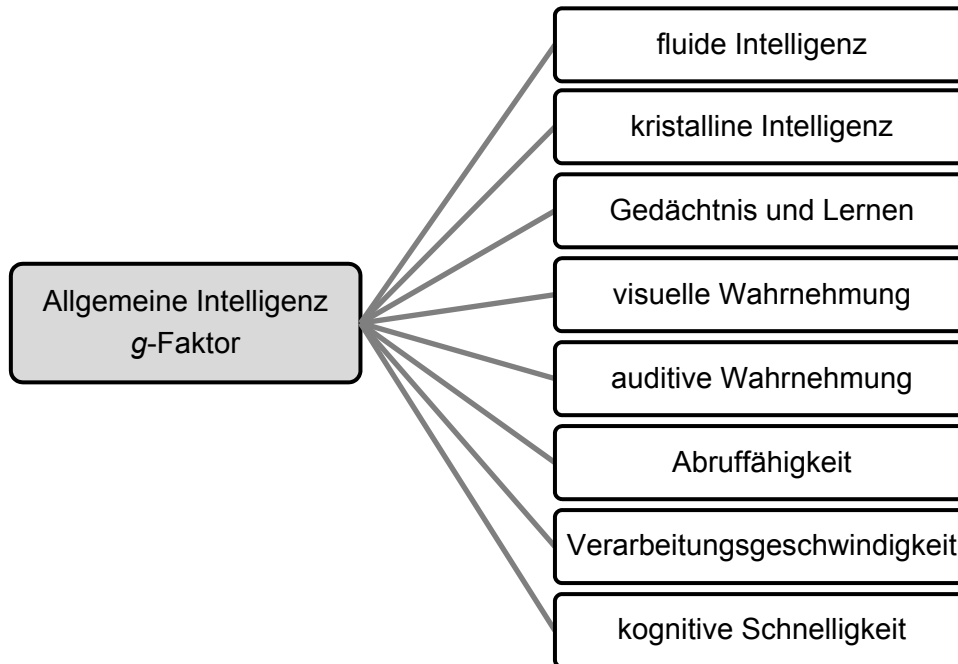 fluide Intelligenz
kristalline Intelligenz
Gedächtnis und Lernen
Allgemeine Intelligenz
g-Faktor
visuelle Wahrnehmung
auditive Wahrnehmung
Abruffähigkeit
Verarbeitungsgeschwindigkeit
kognitive Schnelligkeit